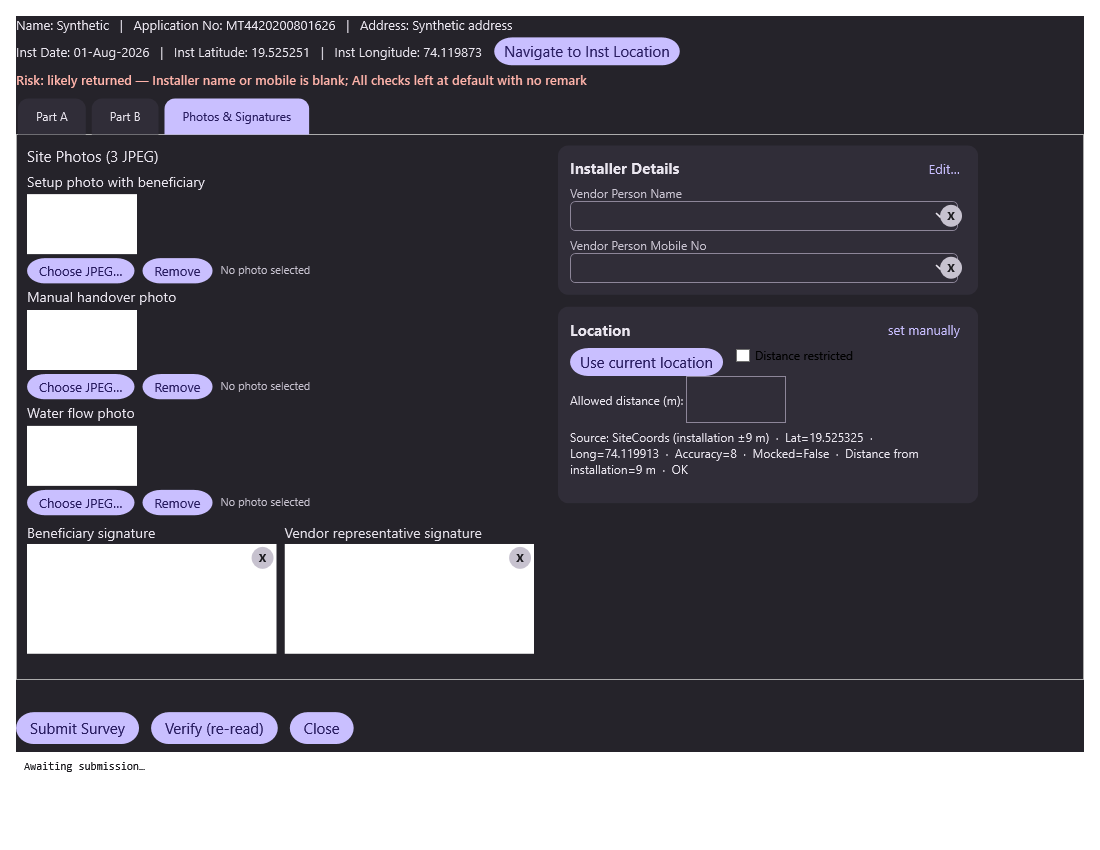 Name: Synthetic | Application No: MT4420200801626 | Address: Synthetic address
Inst Date: 01-Aug-2026 | Inst Latitude: 19.525251 | Inst Longitude: 74.119873 Navigate to Inst Location
Risk: likely returned — Installer name or mobile is blank; All checks left at default with no remark
Part A Part B Photos & Signatures
Site Photos (3 JPEG)
Setup photo with beneficiary
Choose JPEG... Remove No photo selected
Manual handover photo
Choose JPEG... Remove No photo selected
Water flow photo
Choose JPEG... Remove No photo selected
Beneficiary signature Vendor representative signature
X X
Installer Details Edit...
Vendor Person Name
X
Vendor Person Mobile No
X
Location set manually
Use current location Distance restricted
Allowed distance (m):
Source: SiteCoords (installation ±9 m) · Lat=19.525325 ·
Long=74.119913 · Accuracy=8 · Mocked=False · Distance from
installation=9 m · OK
Submit Survey Verify (re-read) Close
Awaiting submission…